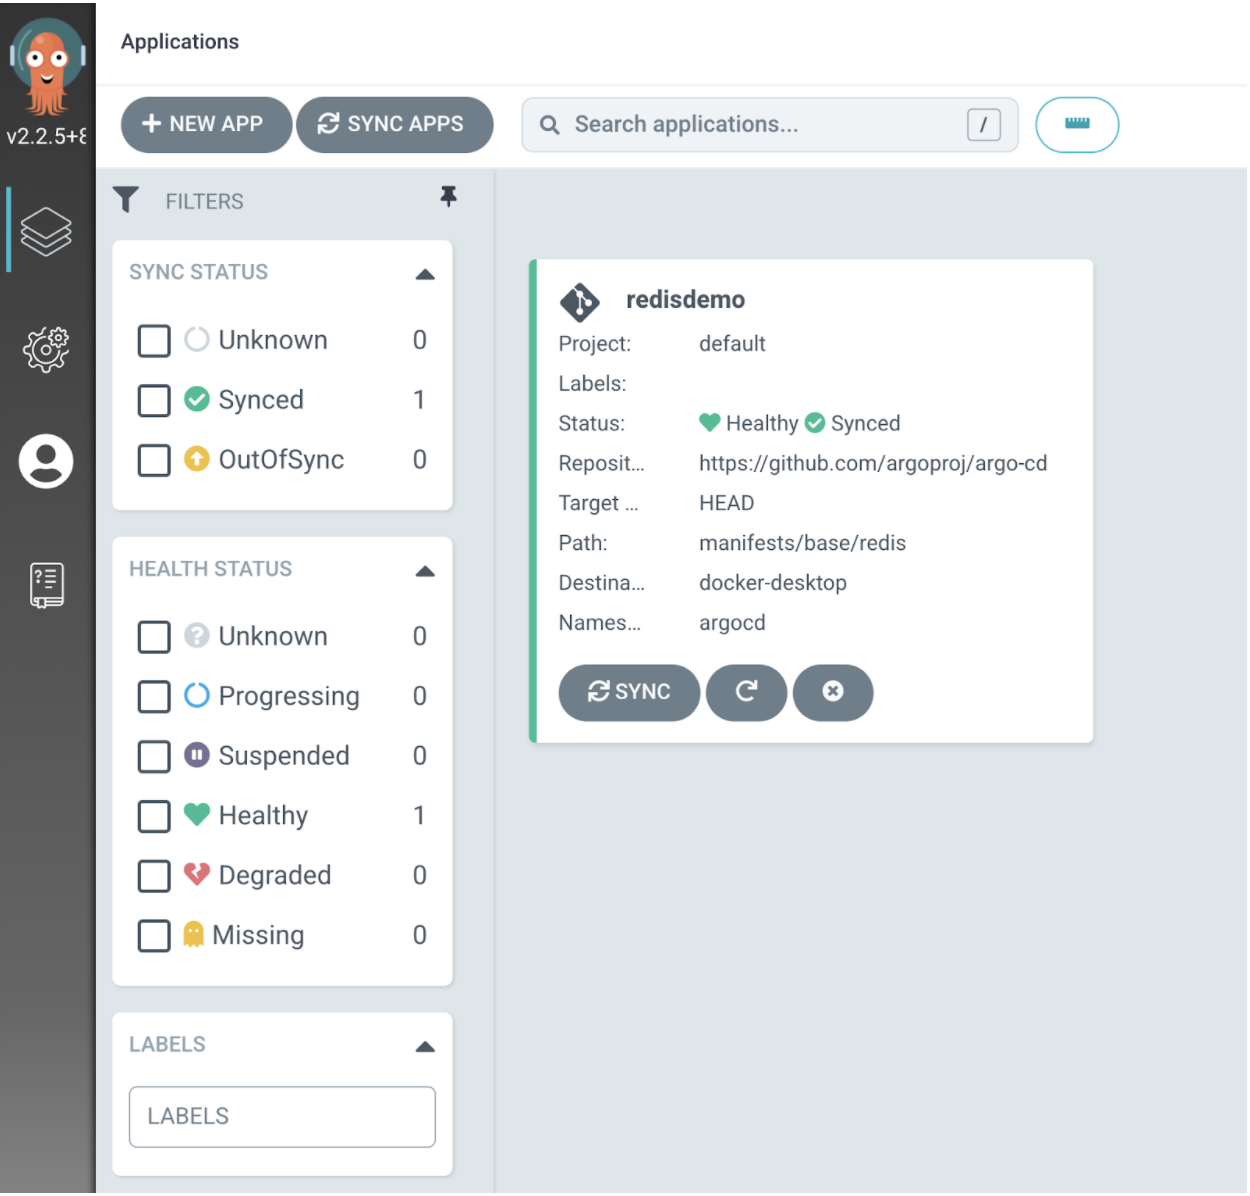 Applications
v2.2.5+8
NEW APP
SYNC APPS
Search applications...
/
FILTERS
SYNC STATUS
Unknown 0
Synced 1
OutOfSync 0
HEALTH STATUS
Unknown 0
Progressing 0
Suspended 0
Healthy 1
Degraded 0
Missing 0
LABELS
LABELS
redisdemo
Project: default
Labels:
Status: Healthy Synced
Reposit... https://github.com/argoproj/argo-cd
Target ... HEAD
Path: manifests/base/redis
Destina... docker-desktop
Names... argocd
SYNC